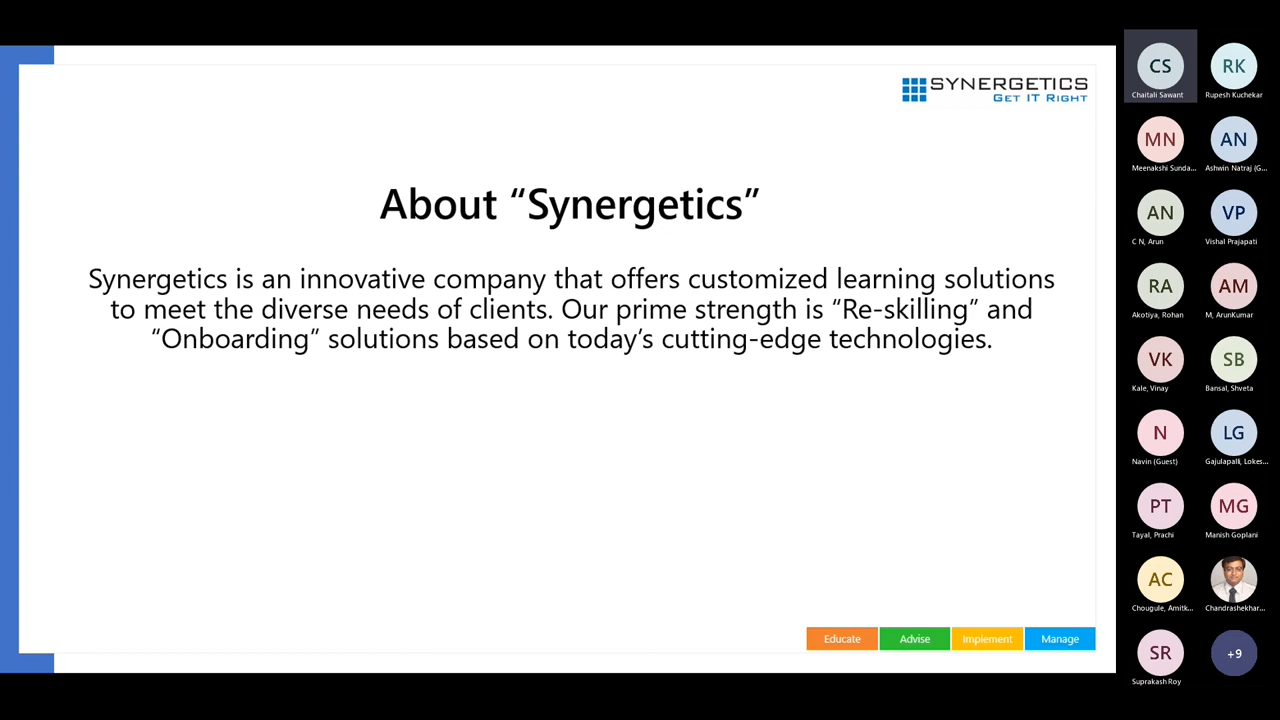 SYNERGETICS
GET IT RIGHT
About “Synergetics”
Synergetics is an innovative company that offers customized learning solutions
to meet the diverse needs of clients. Our prime strength is “Re-skilling” and
“Onboarding” solutions based on today’s cutting-edge technologies.
Educate
Advise
Implement
Manage
CS
Chaitali Sawant
RK
Rupesh Kuchekar
MN
Meenakshi Sunda...
AN
Ashwin Natraj (G...
AN
C N, Arun
VP
Vishal Prajapati
RA
Akotiya, Rohan
AM
M, ArunKumar
VK
Kale, Vinay
SB
Bansal, Shveta
N
Navin (Guest)
LG
Gajulapalli, Lokes...
PT
Tayal, Prachi
MG
Manish Goplani
AC
Chougule, Amitk...
Chandrashekhar...
SR
Suprakash Roy
+9